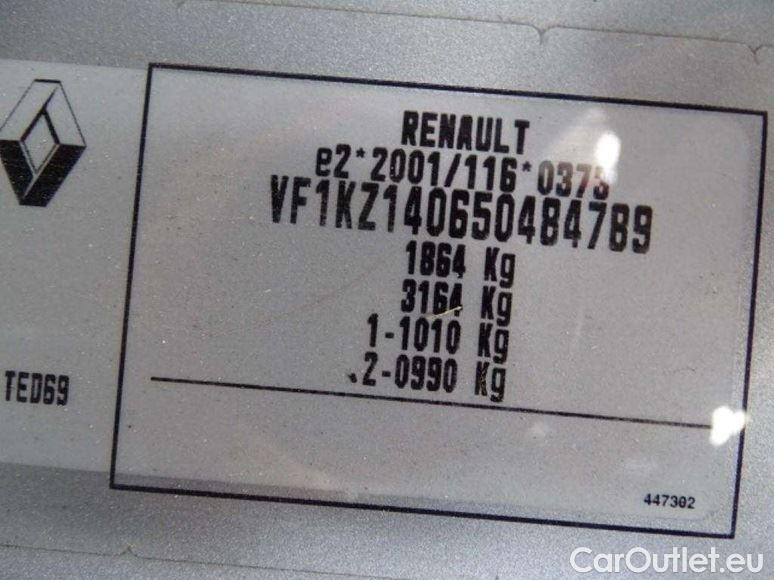 RENAULT
e2*2001/116*0373
VF1KZ140650484789
1864 Kg
3164 Kg
1-1010 Kg
2-0990 Kg
TED69
447302
CarOutlet.eu